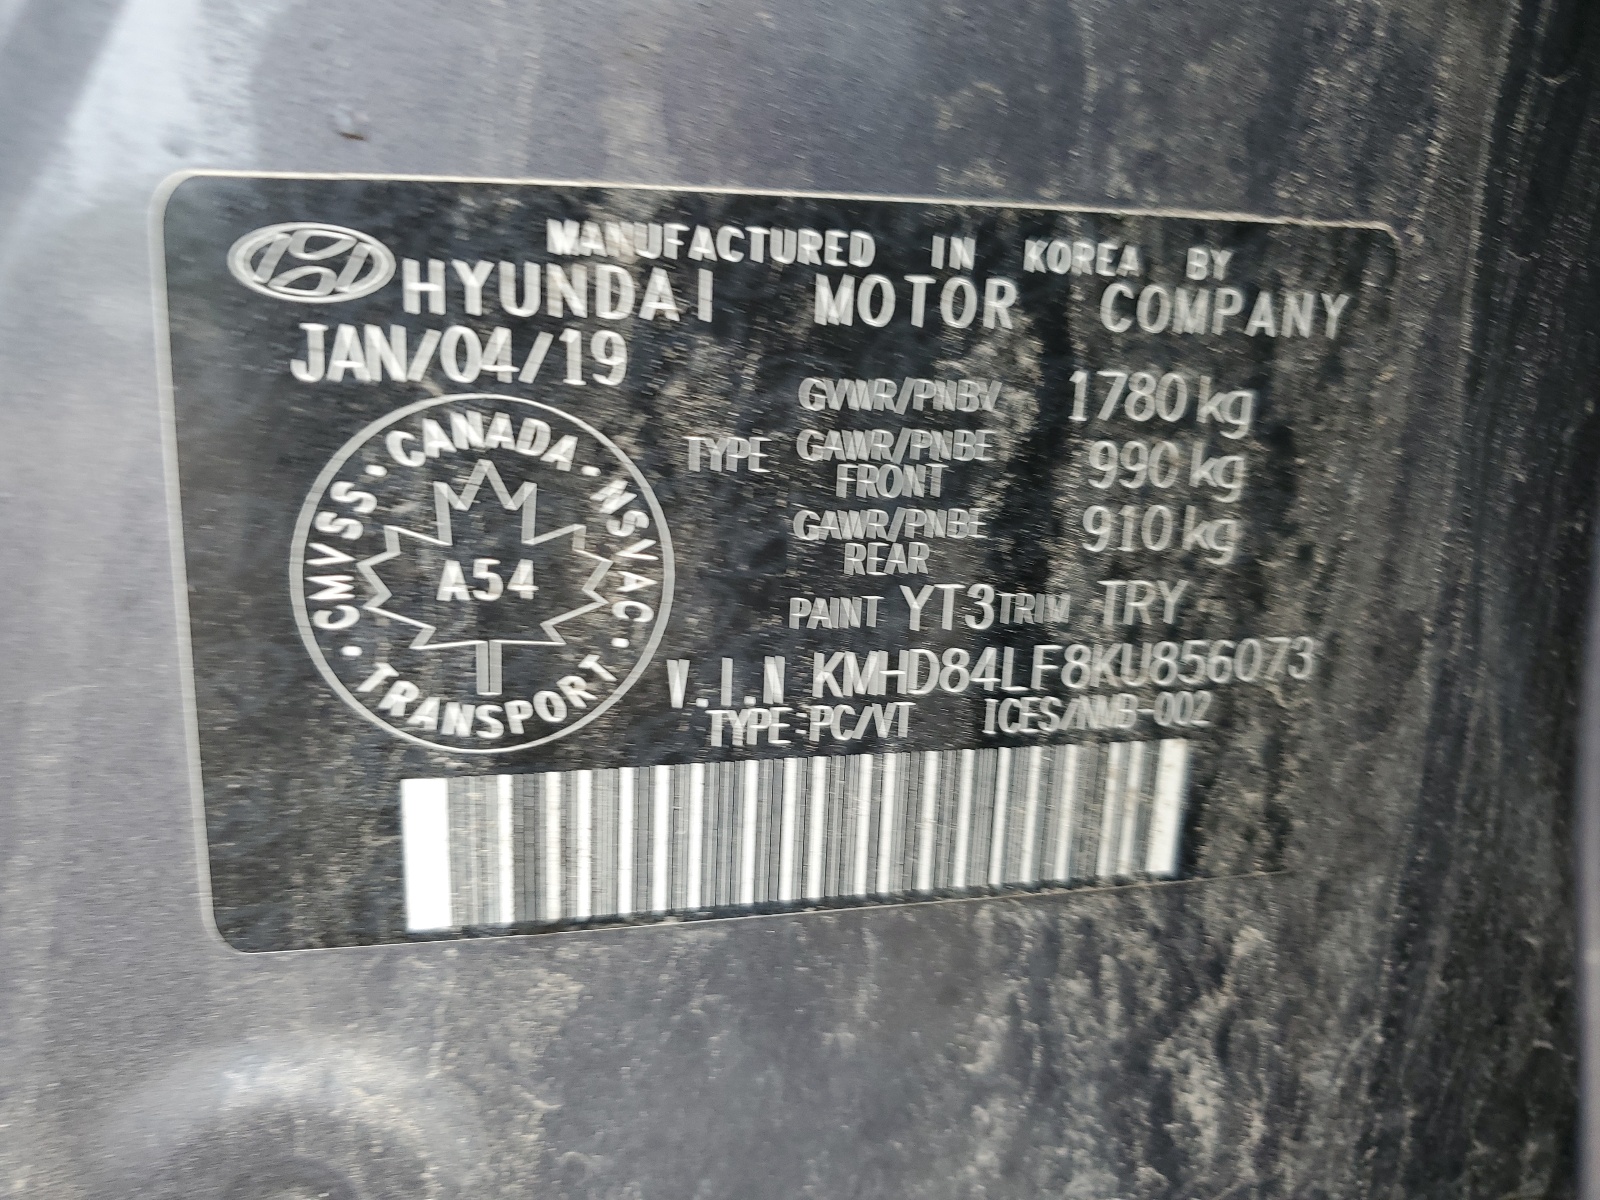 MANUFACTURED IN KOREA BY
HYUNDAI MOTOR COMPANY
JAN/04/19
GVWR/PNBV 1780 kg
TYPE GAWR/PNBE FRONT 990 kg
GAWR/PNBE REAR 910 kg
PAINT YT3 TRIM TRY
V.I.N KMHD84LF8KU856073
TYPE:PC/VT ICES/NMB-002
CANADA · NSVAC · TRANSPORT · CMVSS ·
A54